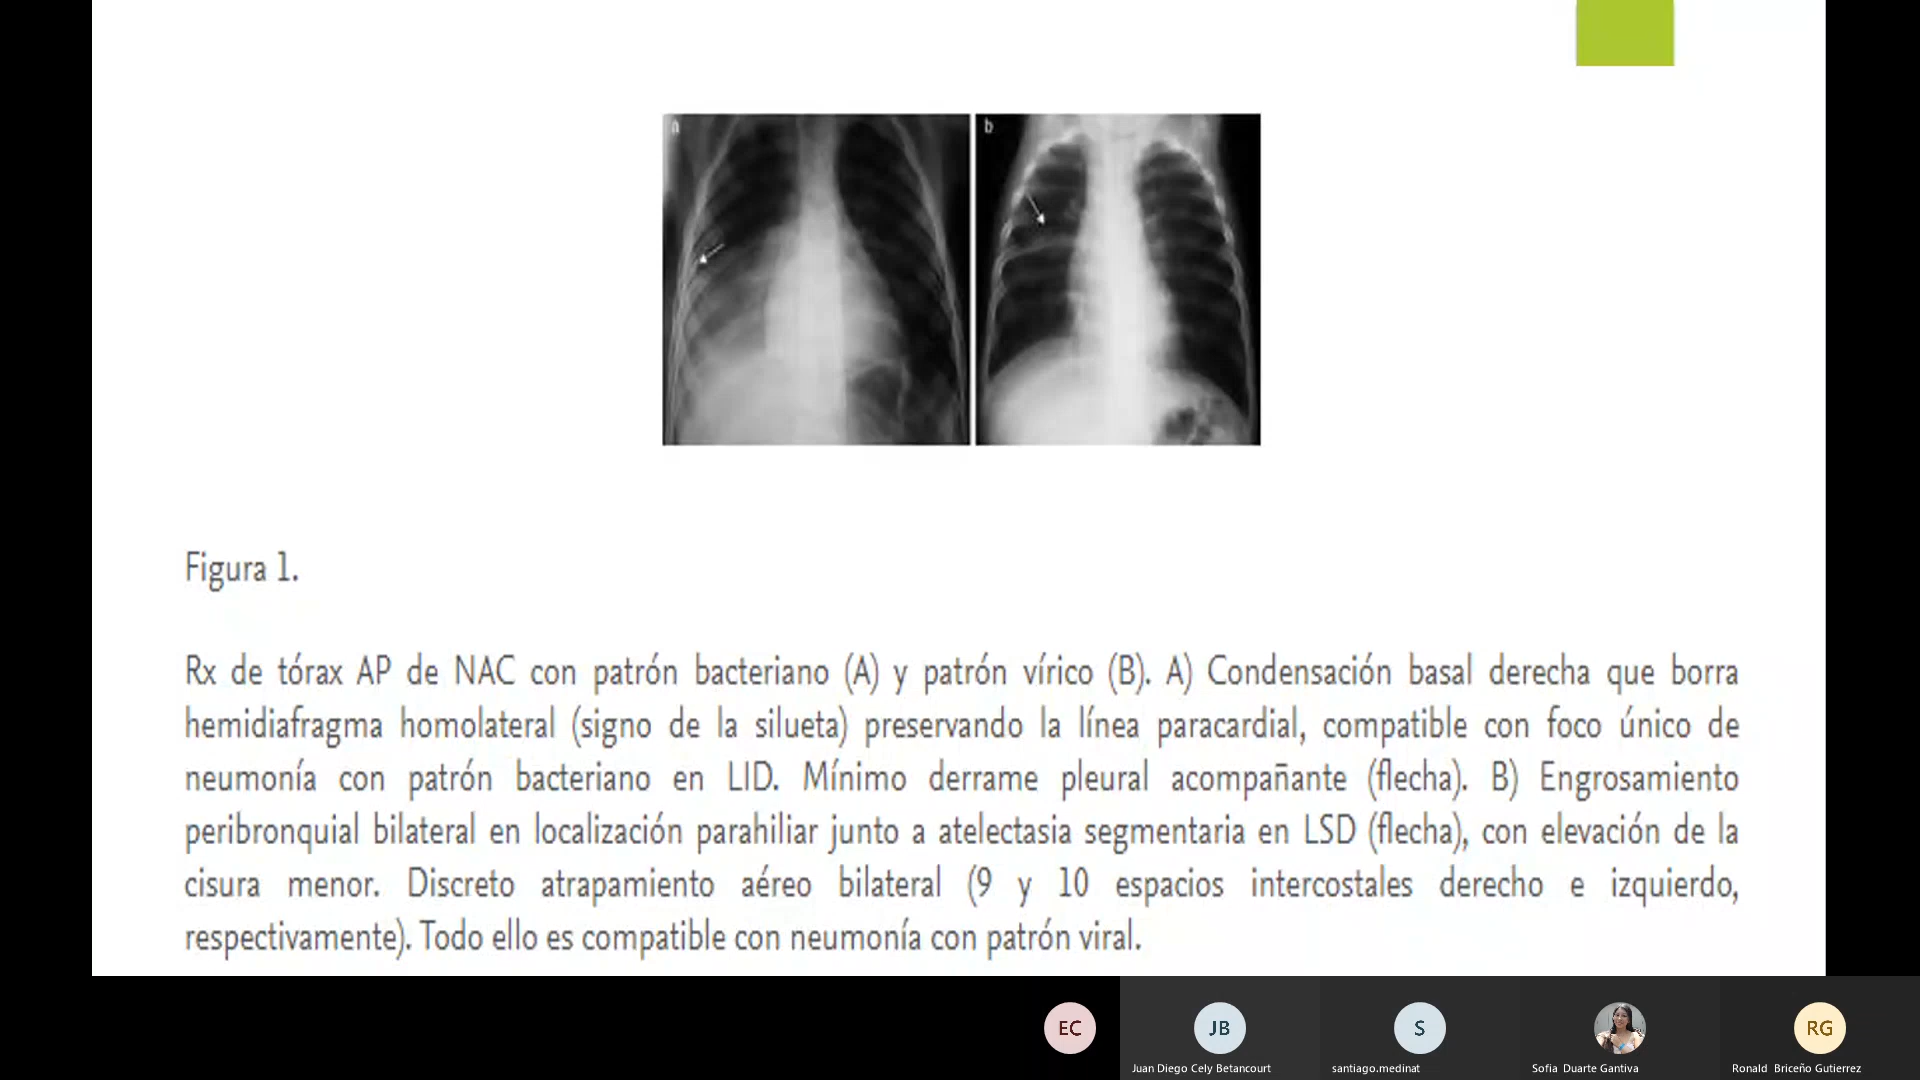 a
b
Figura 1.
Rx de tórax AP de NAC con patrón bacteriano (A) y patrón vírico (B). A) Condensación basal derecha que borra
hemidiafragma homolateral (signo de la silueta) preservando la línea paracardial, compatible con foco único de
neumonía con patrón bacteriano en LID. Mínimo derrame pleural acompañante (flecha). B) Engrosamiento
peribronquial bilateral en localización parahiliar junto a atelectasia segmentaria en LSD (flecha), con elevación de la
cisura menor. Discreto atrapamiento aéreo bilateral (9 y 10 espacios intercostales derecho e izquierdo,
respectivamente). Todo ello es compatible con neumonía con patrón viral.
EC
JB
S
RG
Juan Diego Cely Betancourt
santiago.medinat
Sofia Duarte Gantiva
Ronald Briceño Gutierrez